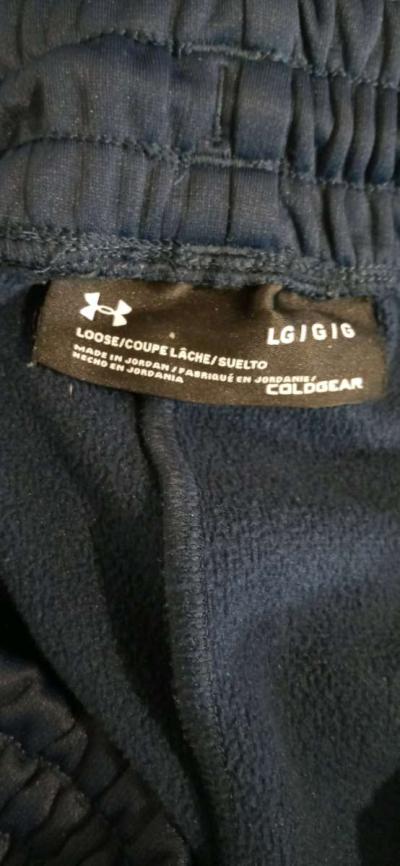 LG/G/G
LOOSE/COUPE LÂCHE/SUELTO
MADE IN JORDAN / FABRIQUÉ EN JORDANIE/
HECHO EN JORDANIA
COLDGEAR